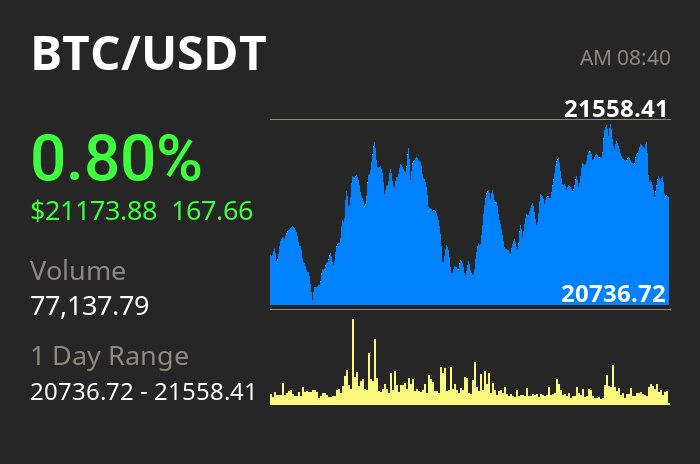 BTC/USDT
AM 08:40
0.80%
$21173.88 167.66
Volume
77,137.79
1 Day Range
20736.72 - 21558.41
21558.41
20736.72